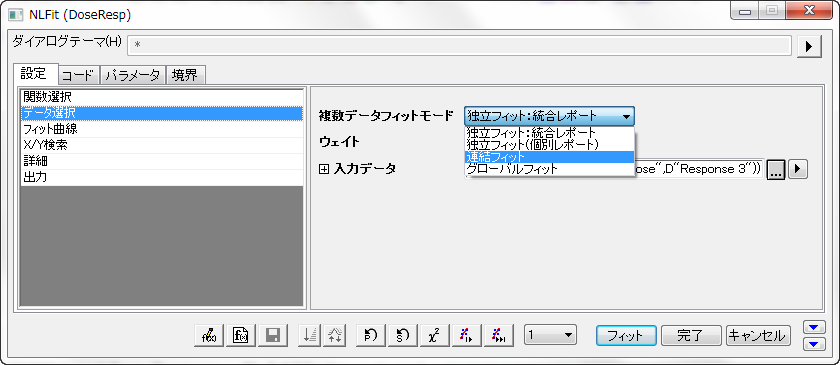 NLFit (DoseResp)
ダイアログテーマ(H) *
設定 コード パラメータ 境界
関数選択
データ選択
フィット曲線
X/Y検索
詳細
出力
複数データフィットモード 独立フィット:統合レポート
独立フィット:統合レポート
ウェイト
独立フィット(個別レポート)
連結フィット
グローバルフィット
入力データ ose",D"Response 3")) ...
P S χ² 1 フィット 完了 キャンセル